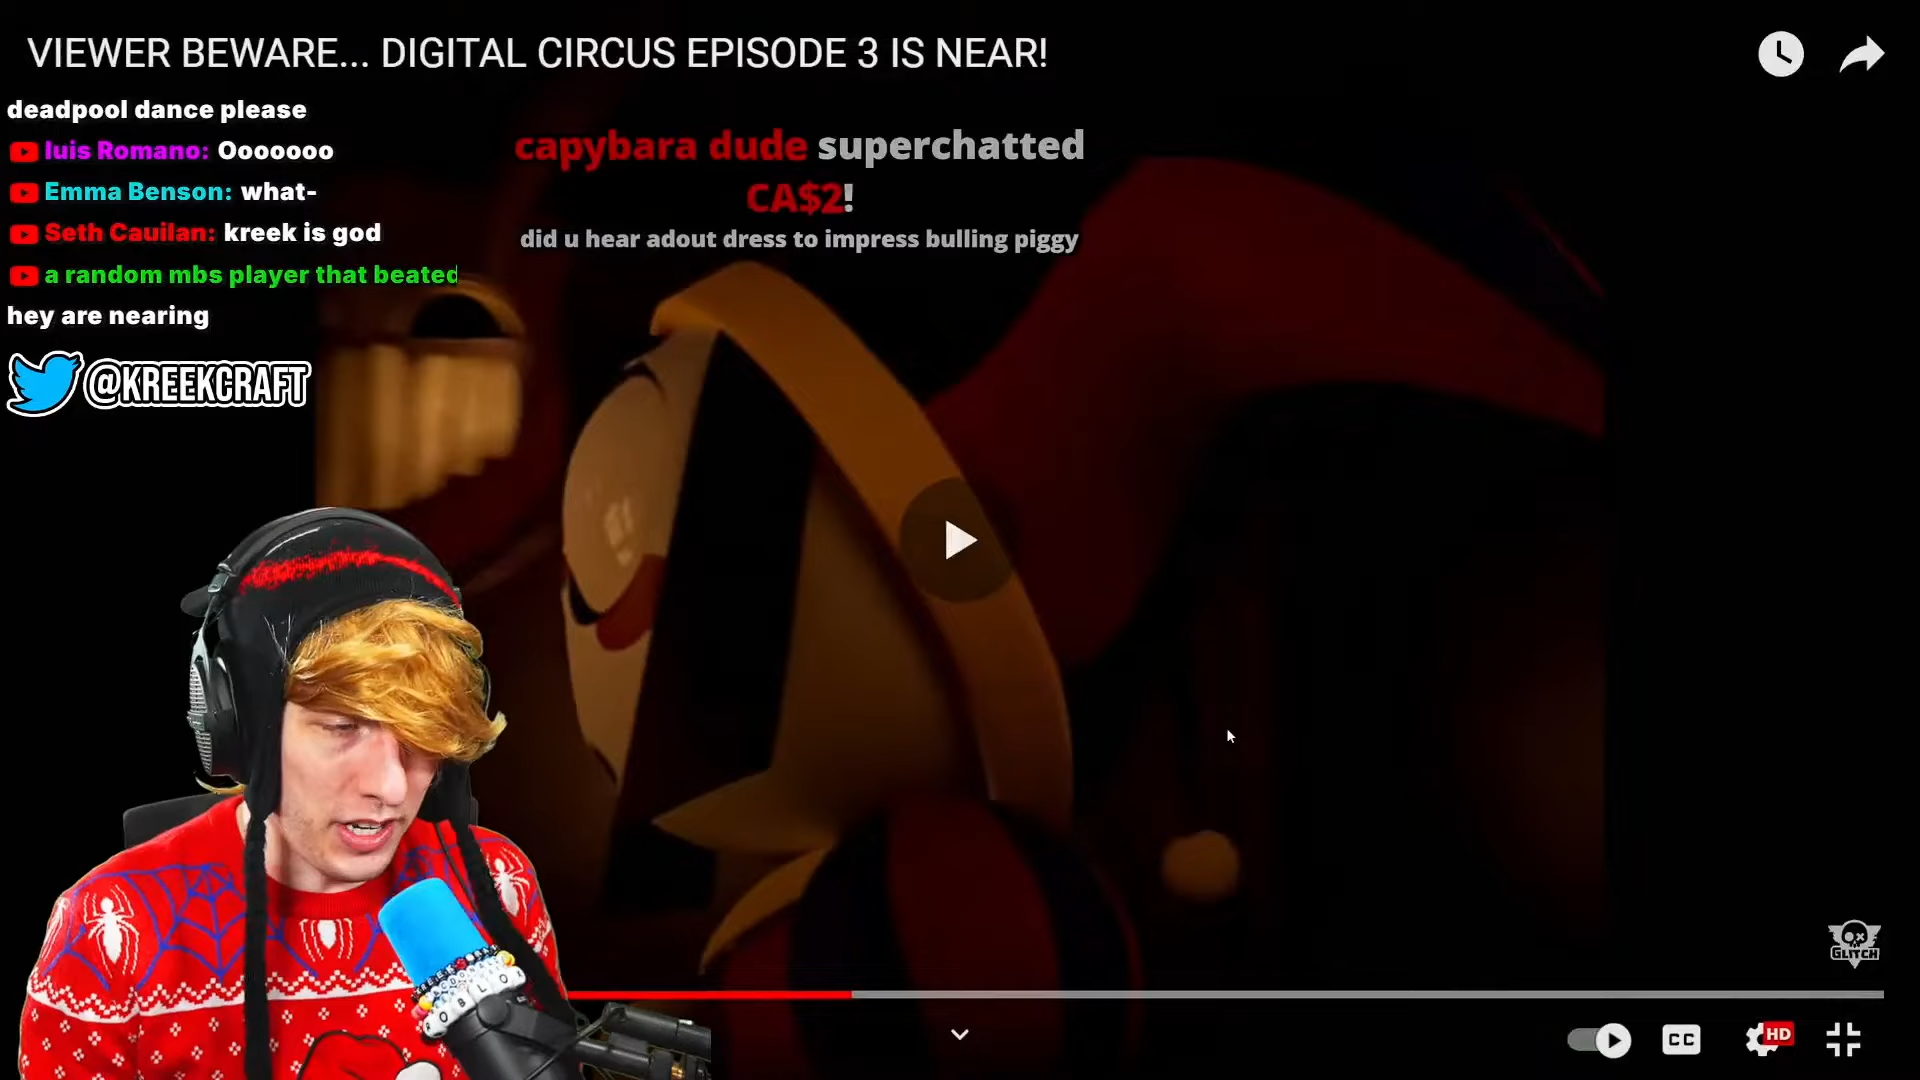 VIEWER BEWARE... DIGITAL CIRCUS EPISODE 3 IS NEAR!
deadpool dance please
luis Romano: Ooooooo
Emma Benson: what-
Seth Cauilan: kreek is god
a random mbs player that beated
hey are nearing
@KREEKCRAFT
capybara dude superchatted
CA$2!
did u hear adout dress to impress bulling piggy
GLITCH
CC
HD